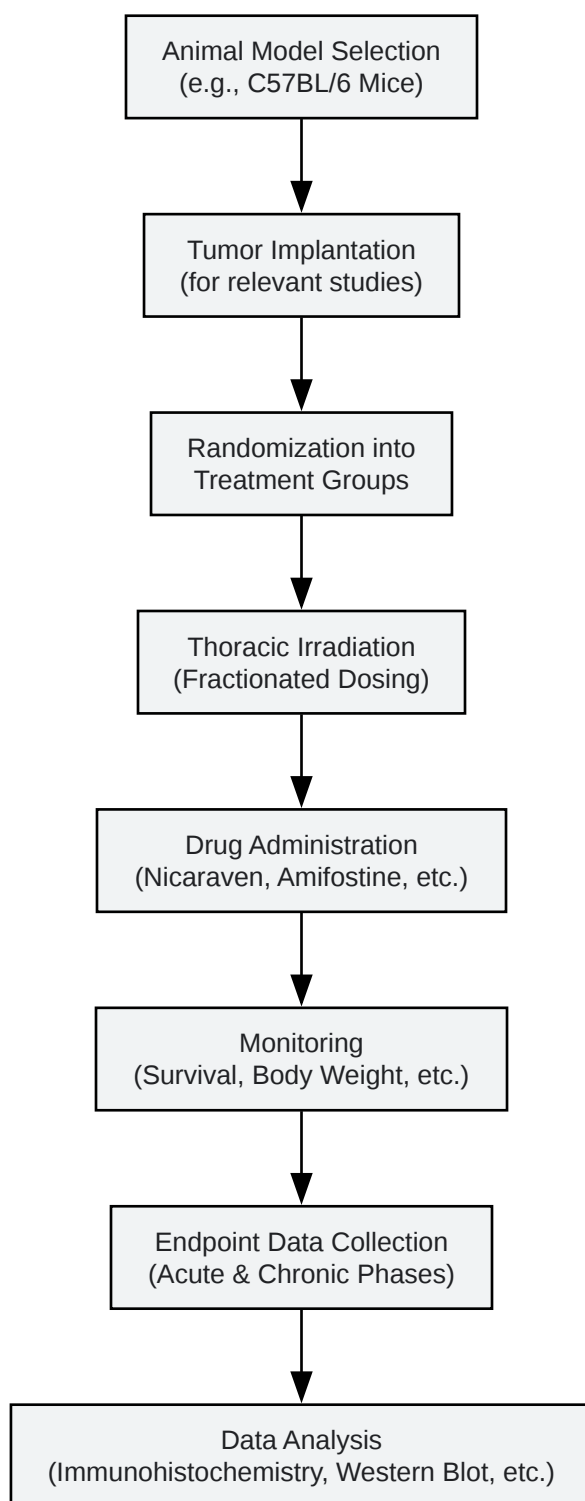 Animal Model Selection
(e.g., C57BL/6 Mice)
Tumor Implantation
(for relevant studies)
Randomization into
Treatment Groups
Thoracic Irradiation
(Fractionated Dosing)
Drug Administration
(Nicaraven, Amifostine, etc.)
Monitoring
(Survival, Body Weight, etc.)
Endpoint Data Collection
(Acute & Chronic Phases)
Data Analysis
(Immunohistochemistry, Western Blot, etc.)